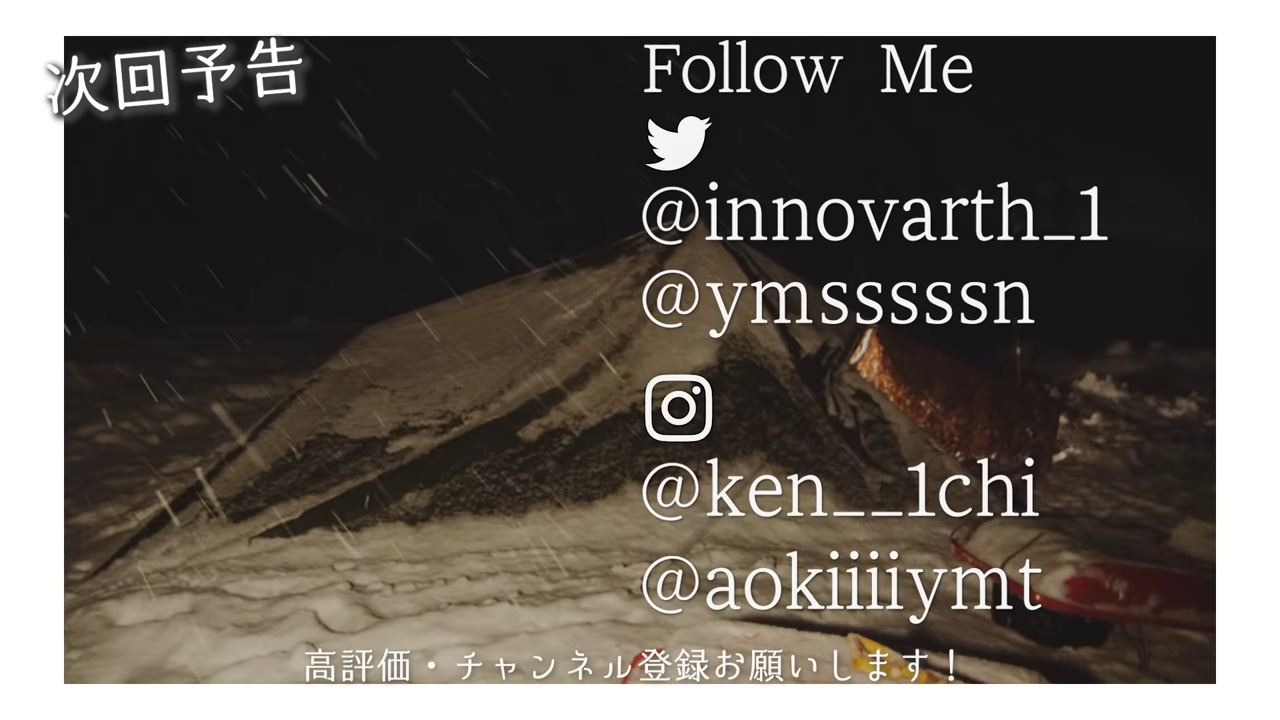 次回予告
Follow Me
@innovarth_1
@ymsssssn
@ken__1chi
@aokiiiiymt
高評価・チャンネル登録お願いします！